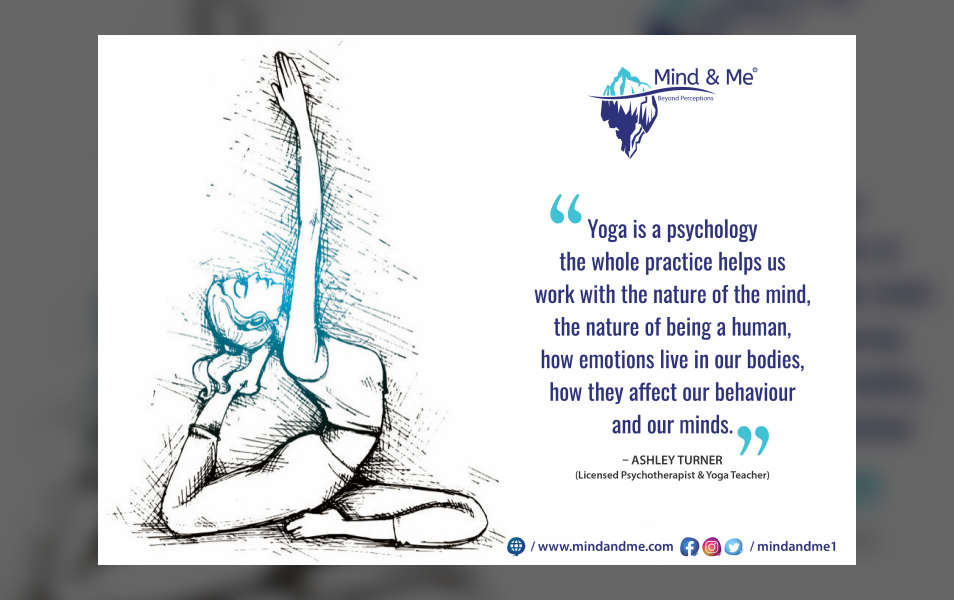 Mind & Me©
Beyond Perceptions
“Yoga is a psychology
the whole practice helps us
work with the nature of the mind,
the nature of being a human,
how emotions live in our bodies,
how they affect our behaviour
and our minds.”
– ASHLEY TURNER
(Licensed Psychotherapist & Yoga Teacher)
/ www.mindandme.com / mindandme1